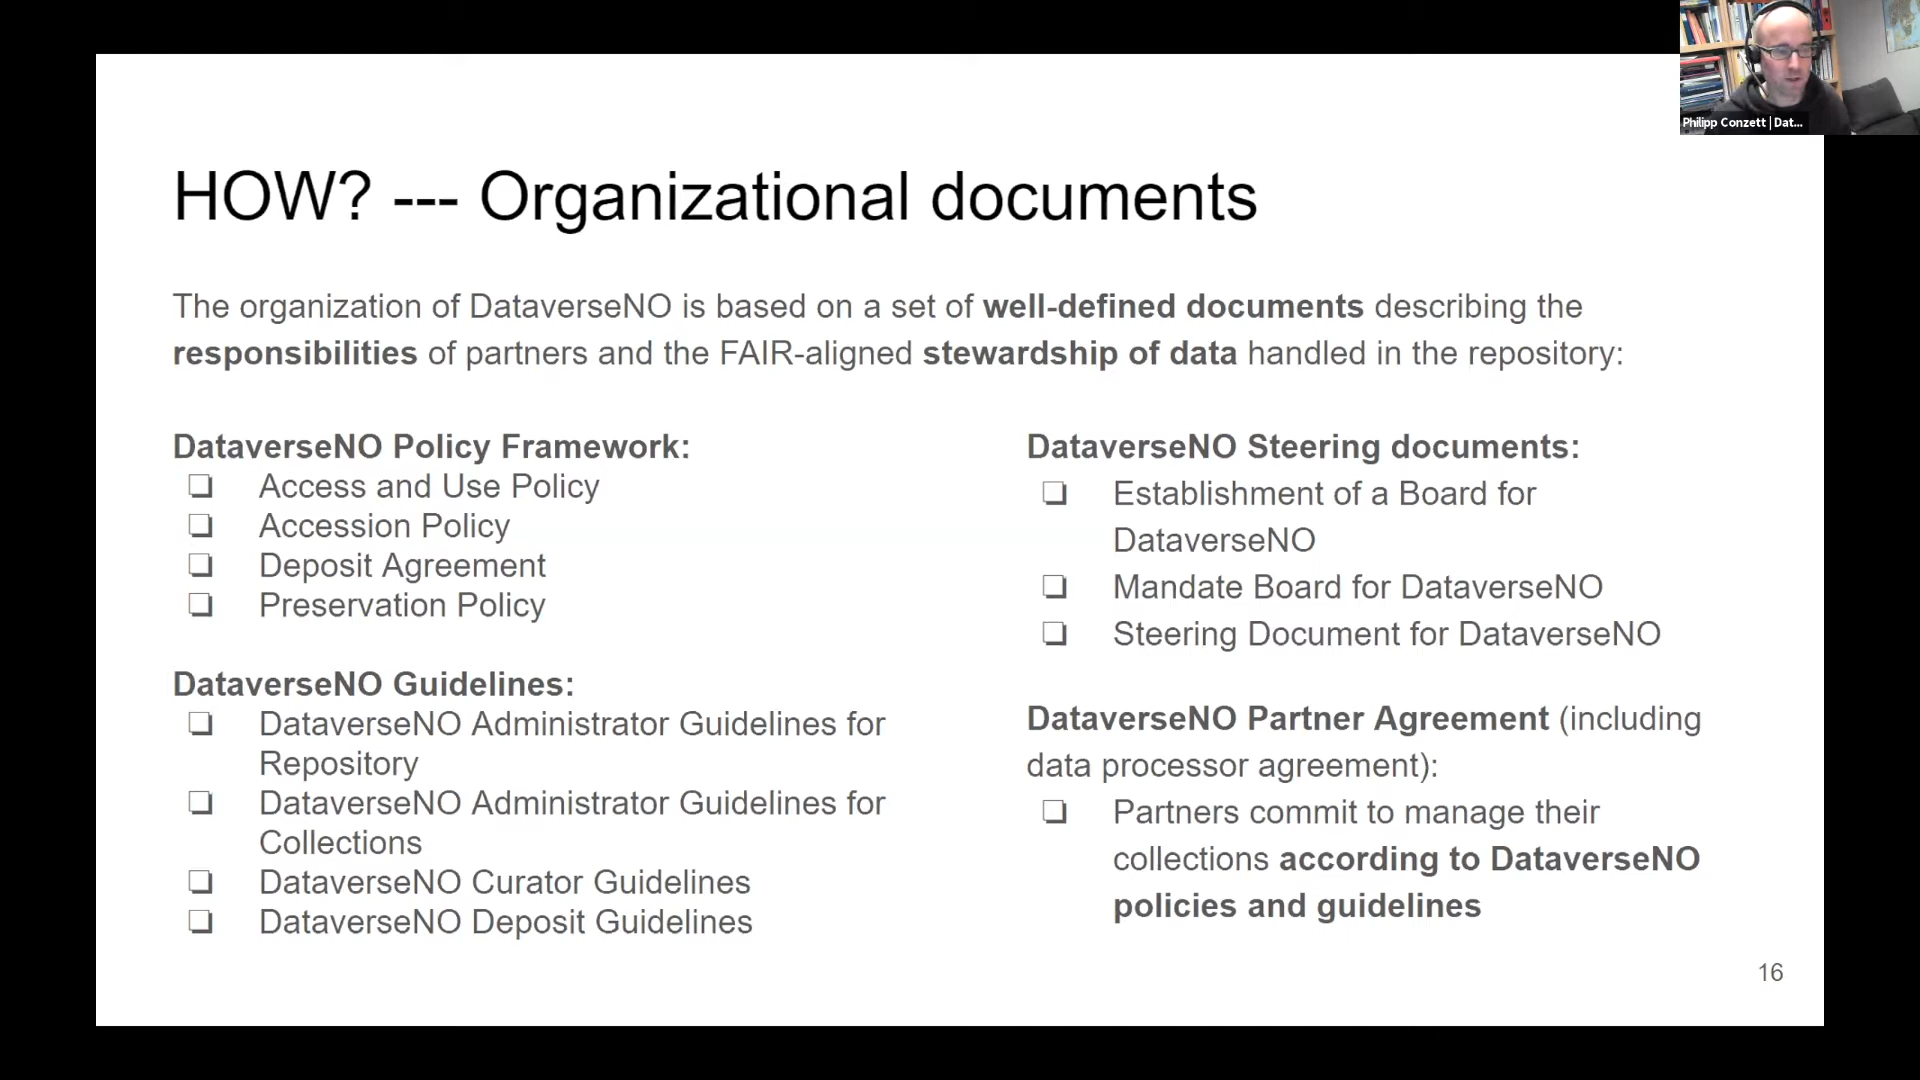 Philipp Conzett | Dat...
HOW? --- Organizational documents
The organization of DataverseNO is based on a set of well-defined documents describing the
responsibilities of partners and the FAIR-aligned stewardship of data handled in the repository:
DataverseNO Policy Framework:
❏ Access and Use Policy
❏ Accession Policy
❏ Deposit Agreement
❏ Preservation Policy
DataverseNO Guidelines:
❏ DataverseNO Administrator Guidelines for
Repository
❏ DataverseNO Administrator Guidelines for
Collections
❏ DataverseNO Curator Guidelines
❏ DataverseNO Deposit Guidelines
DataverseNO Steering documents:
❏ Establishment of a Board for
DataverseNO
❏ Mandate Board for DataverseNO
❏ Steering Document for DataverseNO
DataverseNO Partner Agreement (including
data processor agreement):
❏ Partners commit to manage their
collections according to DataverseNO
policies and guidelines
16